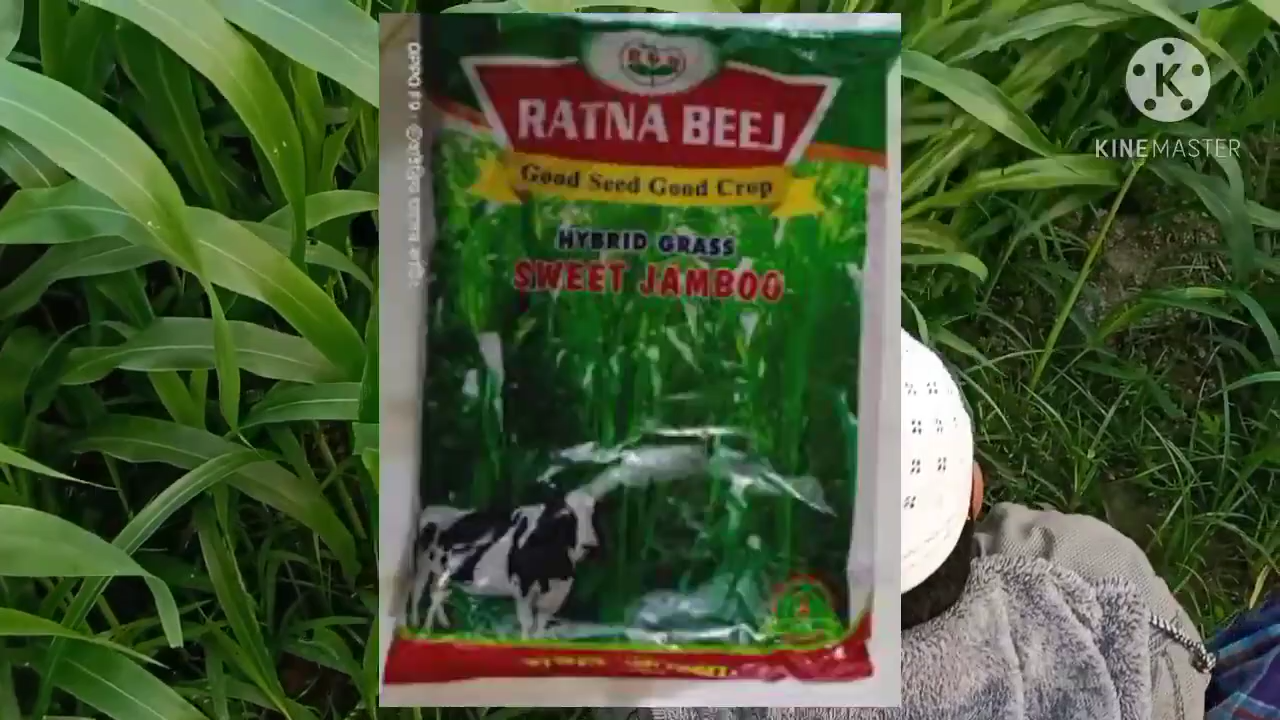 RATNA BEEJ
Good Seed Good Crop
HYBRID GRASS
SWEET JAMBOO
K
KINEMASTER